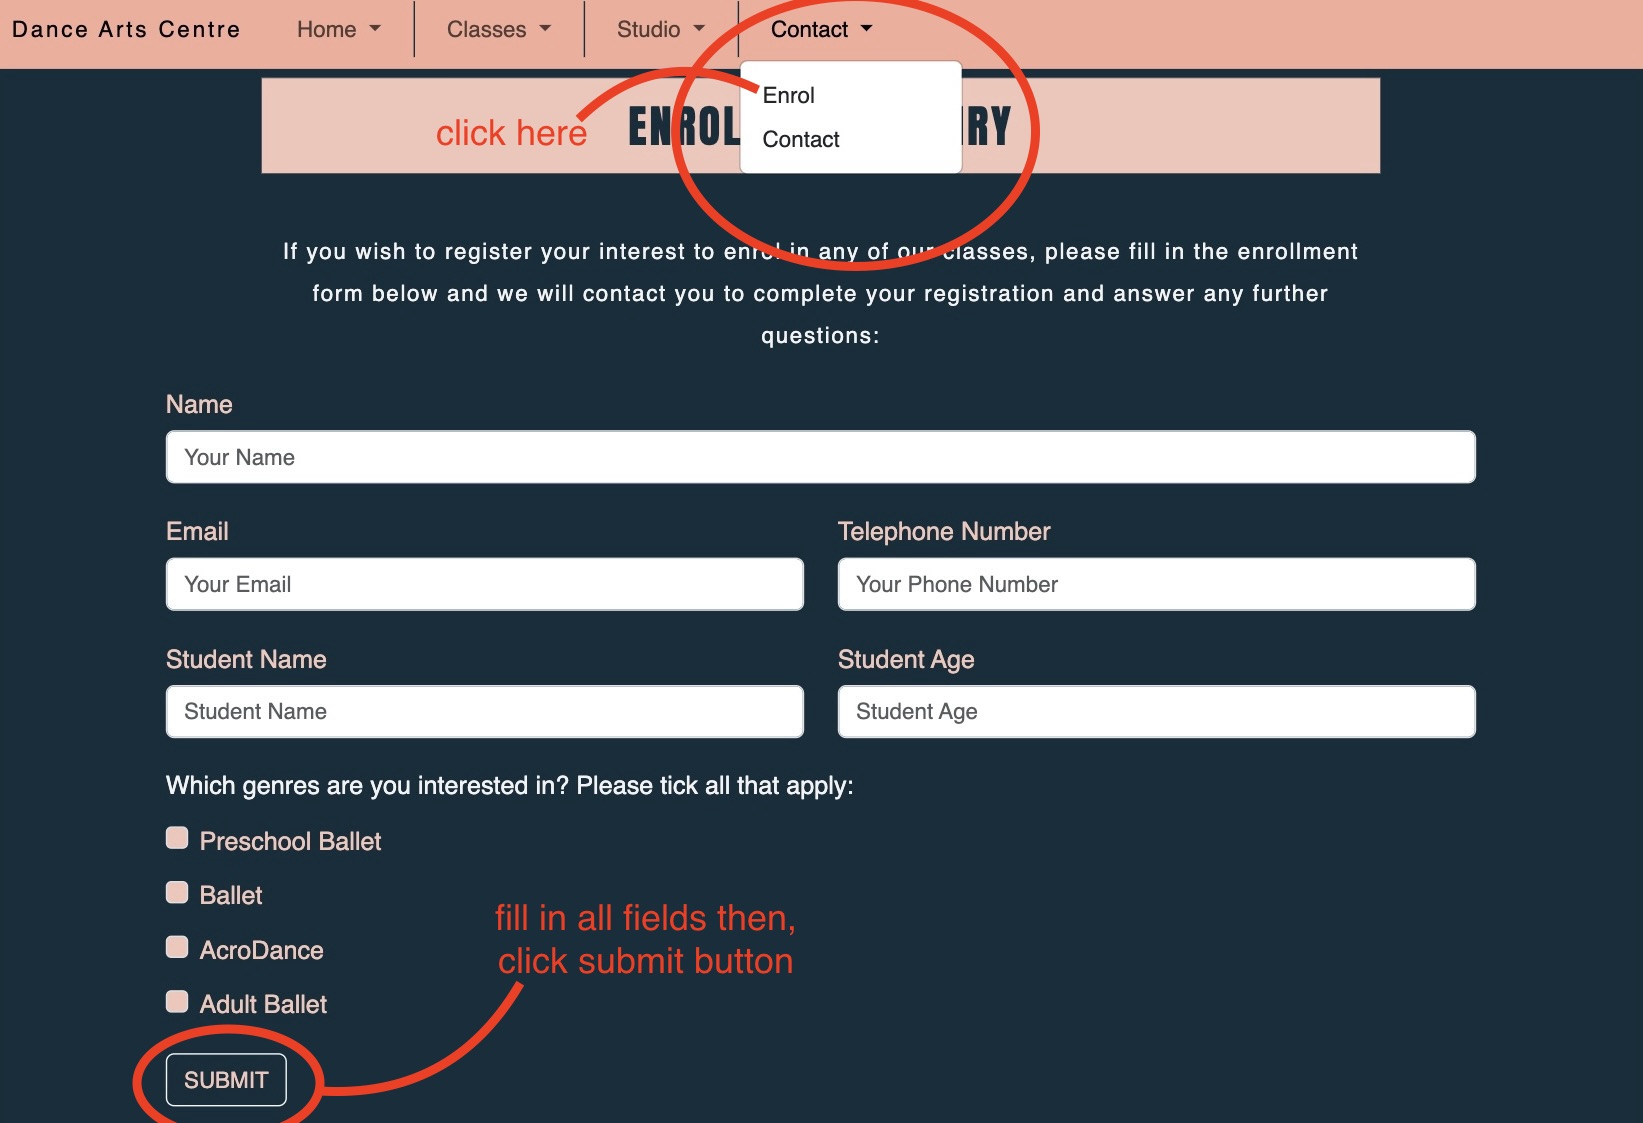 Dance Arts Centre Home Classes Studio Contact
Enrol
Contact
click here
ENROL RY
If you wish to register your interest to enrol in any of our classes, please fill in the enrollment
form below and we will contact you to complete your registration and answer any further
questions:
Name
Your Name
Email Telephone Number
Your Email Your Phone Number
Student Name Student Age
Student Name Student Age
Which genres are you interested in? Please tick all that apply:
Preschool Ballet
Ballet
AcroDance
Adult Ballet
fill in all fields then,
click submit button
SUBMIT